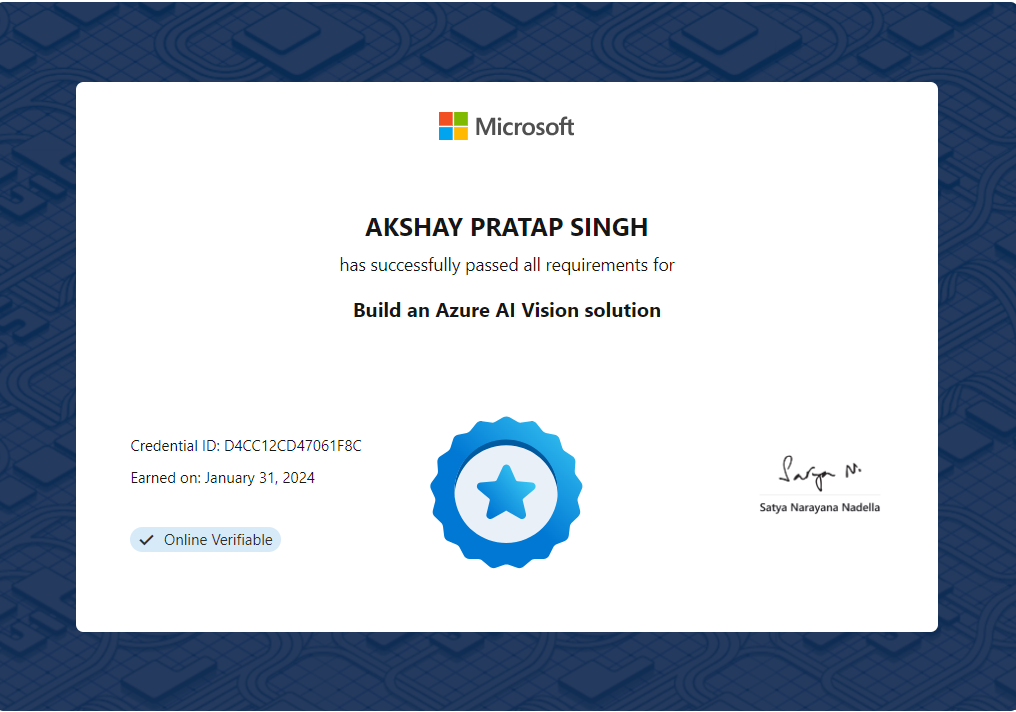 Microsoft
AKSHAY PRATAP SINGH
has successfully passed all requirements for
Build an Azure AI Vision solution
Credential ID: D4CC12CD47061F8C
Earned on: January 31, 2024
Online Verifiable
Satya N.
Satya Narayana Nadella